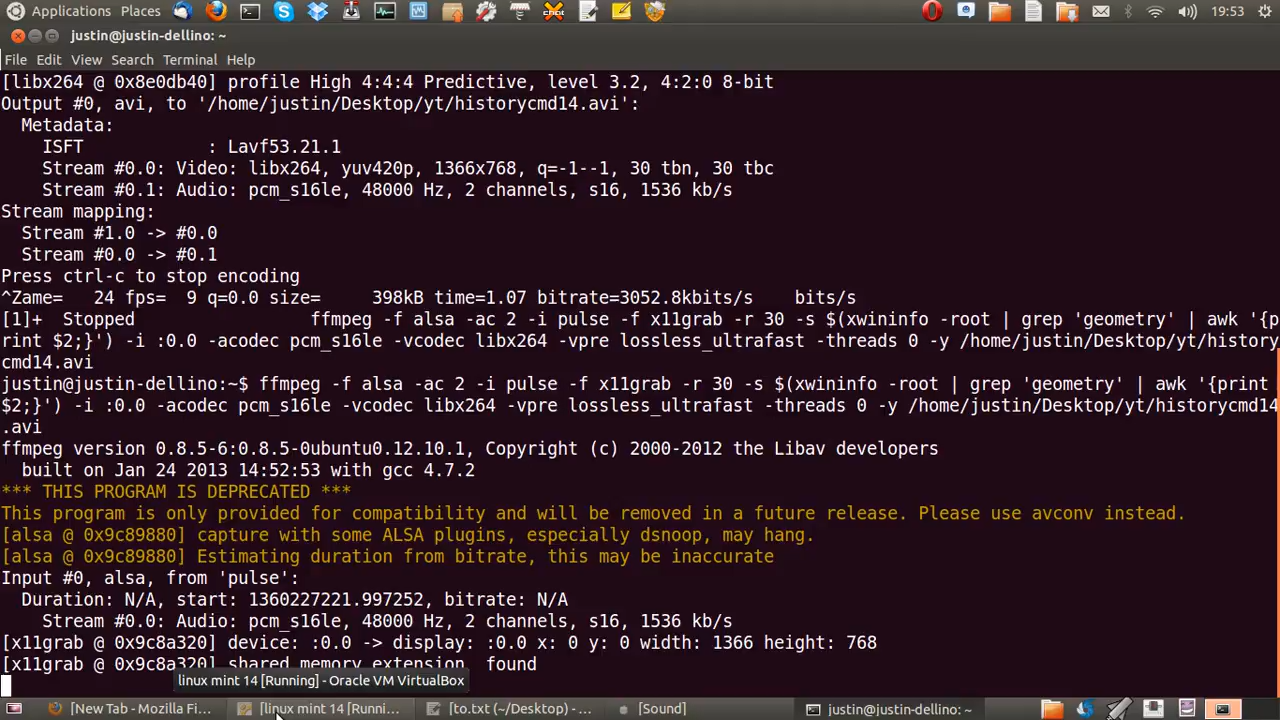 Applications Places 19:53
justin@justin-dellino: ~
File Edit View Search Terminal Help
[libx264 @ 0x8e0db40] profile High 4:4:4 Predictive, level 3.2, 4:2:0 8-bit
Output #0, avi, to '/home/justin/Desktop/yt/historycmd14.avi':
Metadata:
ISFT : Lavf53.21.1
Stream #0.0: Video: libx264, yuv420p, 1366x768, q=-1--1, 30 tbn, 30 tbc
Stream #0.1: Audio: pcm_s16le, 48000 Hz, 2 channels, s16, 1536 kb/s
Stream mapping:
Stream #1.0 -> #0.0
Stream #0.0 -> #0.1
Press ctrl-c to stop encoding
^Zame= 24 fps= 9 q=0.0 size= 398kB time=1.07 bitrate=3052.8kbits/s bits/s
[1]+ Stopped ffmpeg -f alsa -ac 2 -i pulse -f x11grab -r 30 -s $(xwininfo -root | grep 'geometry' | awk '{p
rint $2;}') -i :0.0 -acodec pcm_s16le -vcodec libx264 -vpre lossless_ultrafast -threads 0 -y /home/justin/Desktop/yt/history
cmd14.avi
justin@justin-dellino:~$ ffmpeg -f alsa -ac 2 -i pulse -f x11grab -r 30 -s $(xwininfo -root | grep 'geometry' | awk '{print
$2;}') -i :0.0 -acodec pcm_s16le -vcodec libx264 -vpre lossless_ultrafast -threads 0 -y /home/justin/Desktop/yt/historycmd14
.avi
ffmpeg version 0.8.5-6:0.8.5-0ubuntu0.12.10.1, Copyright (c) 2000-2012 the Libav developers
built on Jan 24 2013 14:52:53 with gcc 4.7.2
*** THIS PROGRAM IS DEPRECATED ***
This program is only provided for compatibility and will be removed in a future release. Please use avconv instead.
[alsa @ 0x9c89880] capture with some ALSA plugins, especially dsnoop, may hang.
[alsa @ 0x9c89880] Estimating duration from bitrate, this may be inaccurate
Input #0, alsa, from 'pulse':
Duration: N/A, start: 1360227221.997252, bitrate: N/A
Stream #0.0: Audio: pcm_s16le, 48000 Hz, 2 channels, s16, 1536 kb/s
[x11grab @ 0x9c8a320] device: :0.0 -> display: :0.0 x: 0 y: 0 width: 1366 height: 768
[x11grab @ 0x9c8a320] shared memory extension found
linux mint 14 [Running] - Oracle VM VirtualBox
[New Tab - Mozilla Fi... [linux mint 14 [Runni... [to.txt (~/Desktop) - ... [Sound] justin@justin-dellino: ~